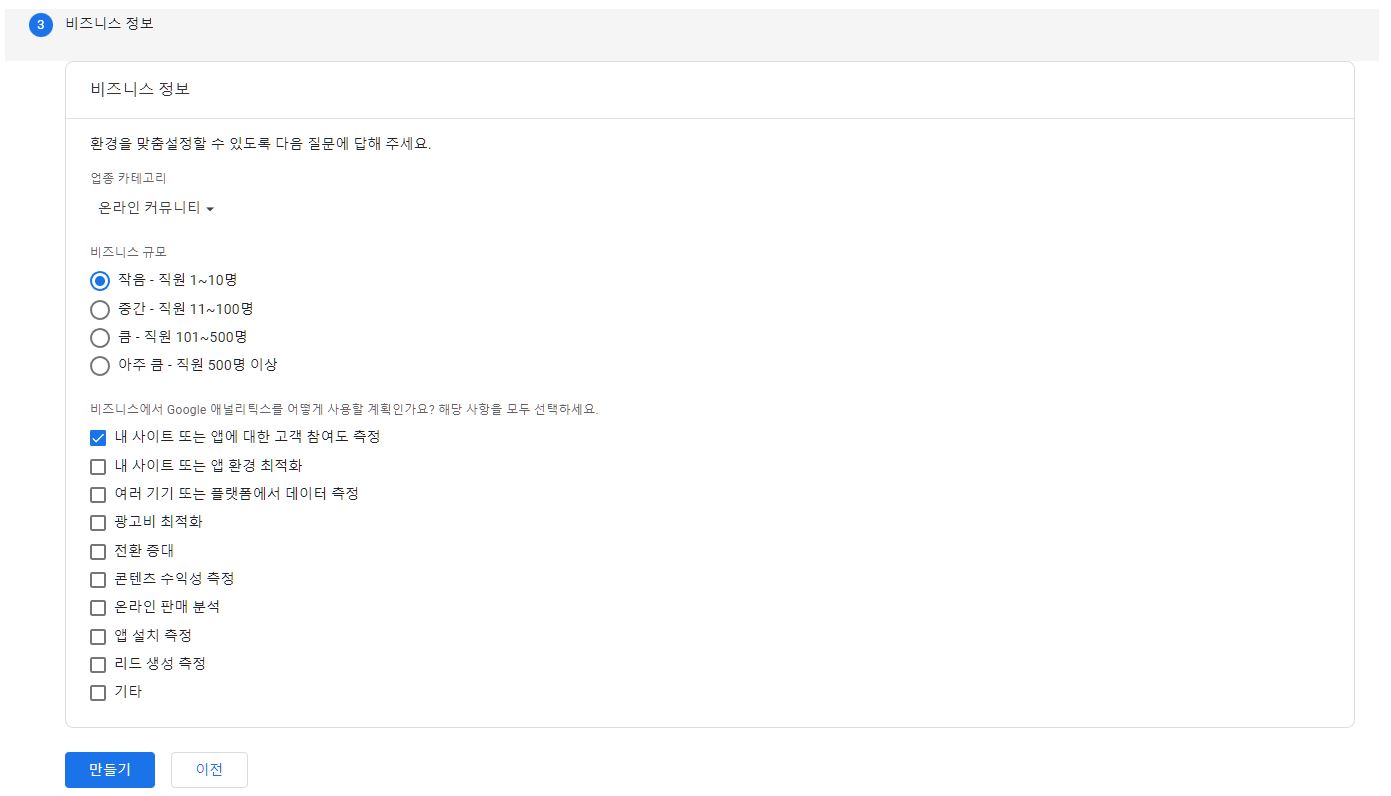 3 비즈니스 정보
비즈니스 정보
환경을 맞춤설정할 수 있도록 다음 질문에 답해 주세요.
업종 카테고리
온라인 커뮤니티
비즈니스 규모
작음 - 직원 1~10명
중간 - 직원 11~100명
큼 - 직원 101~500명
아주 큼 - 직원 500명 이상
비즈니스에서 Google 애널리틱스를 어떻게 사용할 계획인가요? 해당 사항을 모두 선택하세요.
내 사이트 또는 앱에 대한 고객 참여도 측정
내 사이트 또는 앱 환경 최적화
여러 기기 또는 플랫폼에서 데이터 측정
광고비 최적화
전환 증대
콘텐츠 수익성 측정
온라인 판매 분석
앱 설치 측정
리드 생성 측정
기타
만들기 이전